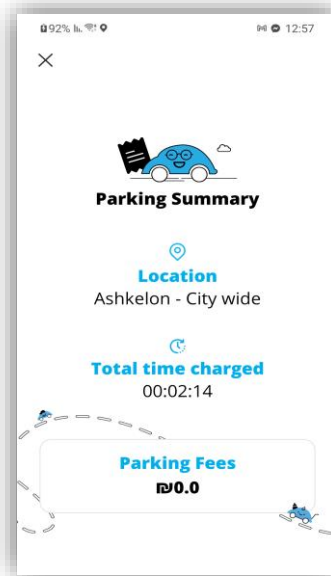 92%
12:57
Parking Summary
Location
Ashkelon - City wide
Total time charged
00:02:14
Parking Fees
₪0.0